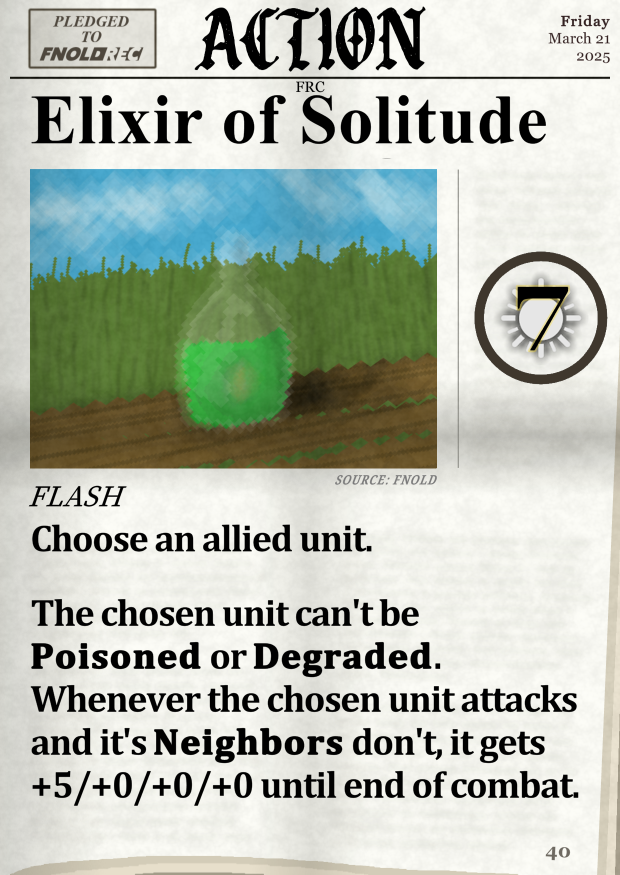 PLEDGED
TO
FNOLD REC
ACTION
Friday
March 21
2025
FRC
Elixir of Solitude
7
SOURCE: FNOLD
FLASH
Choose an allied unit.
The chosen unit can't be
Poisoned or Degraded.
Whenever the chosen unit attacks
and it's Neighbors don't, it gets
+5/+0/+0/+0 until end of combat.
40